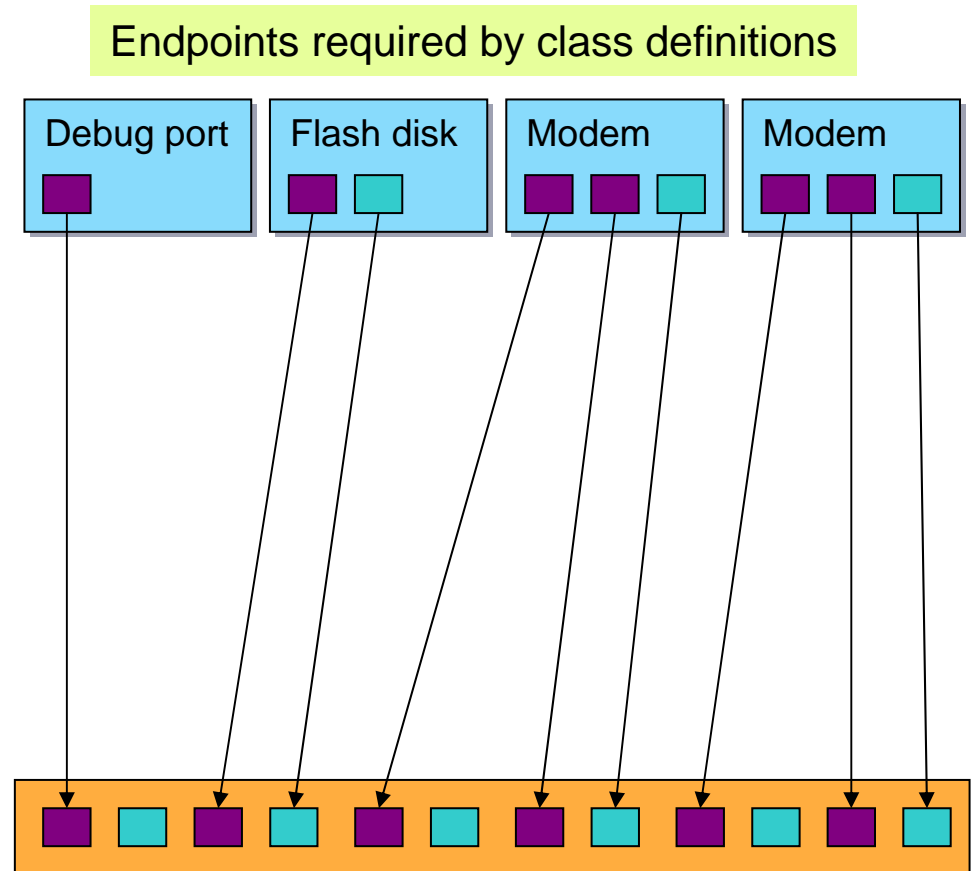 Endpoints required by class definitions
Debug port
Flash disk
Modem
Modem